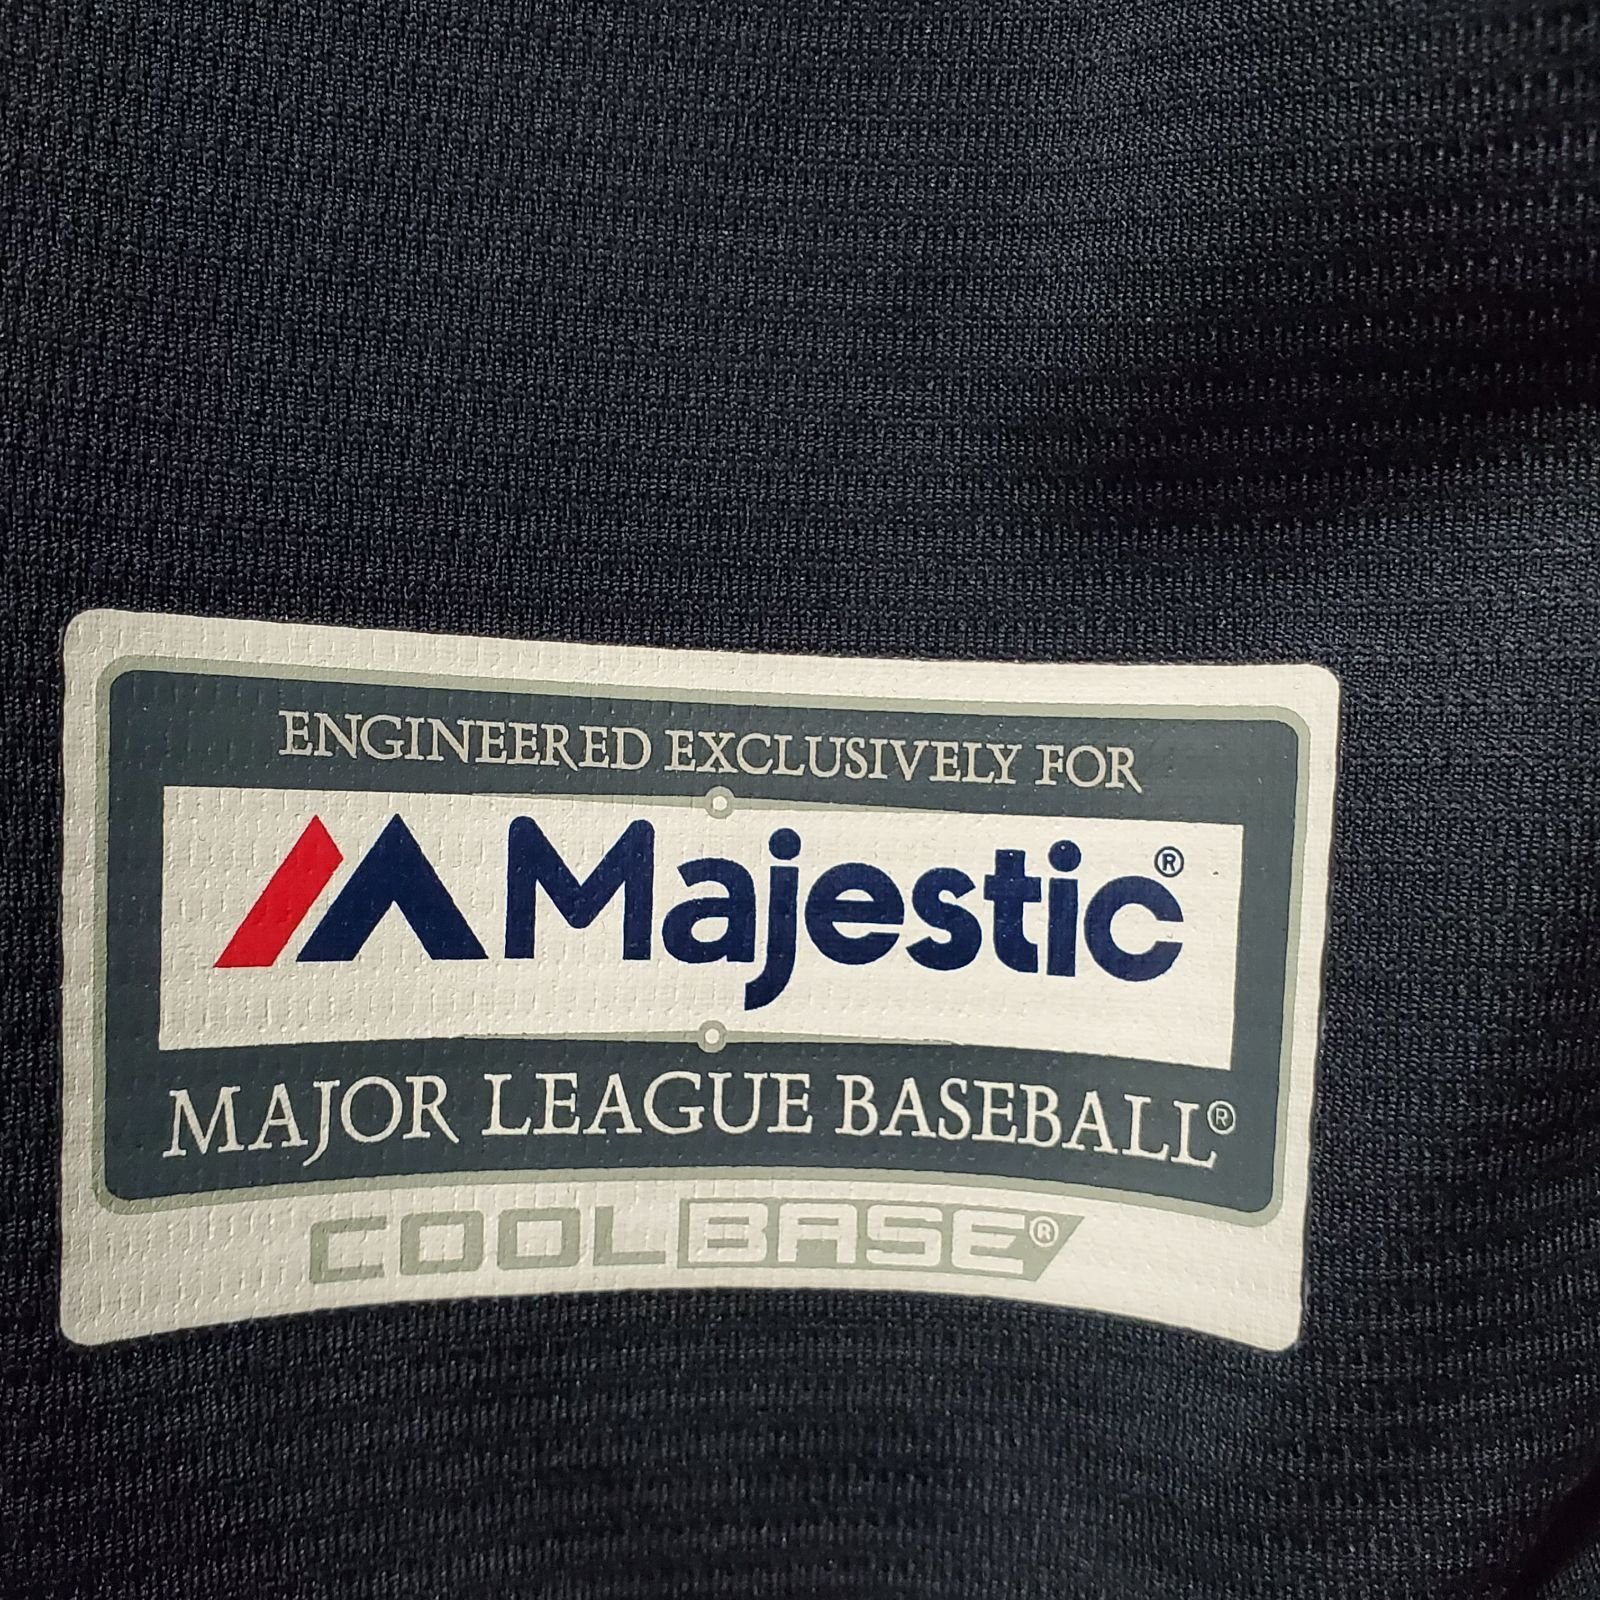 ENGINEERED EXCLUSIVELY FOR
Majestic®
MAJOR LEAGUE BASEBALL®
COOLBASE®